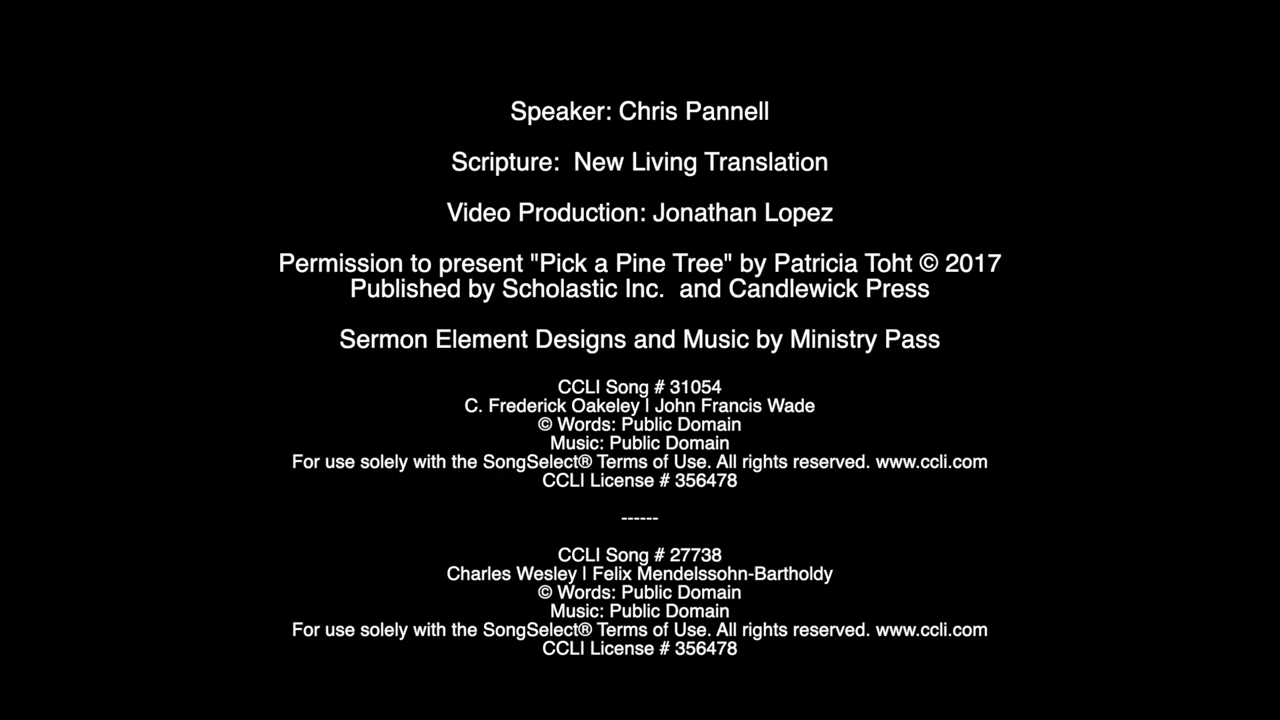 Speaker: Chris Pannell
Scripture:  New Living Translation
Video Production: Jonathan Lopez
Permission to present "Pick a Pine Tree" by Patricia Toht © 2017
Published by Scholastic Inc.  and Candlewick Press
Sermon Element Designs and Music by Ministry Pass
CCLI Song # 31054
C. Frederick Oakeley | John Francis Wade
© Words: Public Domain
Music: Public Domain
For use solely with the SongSelect® Terms of Use. All rights reserved. www.ccli.com
CCLI License # 356478
------
CCLI Song # 27738
Charles Wesley | Felix Mendelssohn-Bartholdy
© Words: Public Domain
Music: Public Domain
For use solely with the SongSelect® Terms of Use. All rights reserved. www.ccli.com
CCLI License # 356478